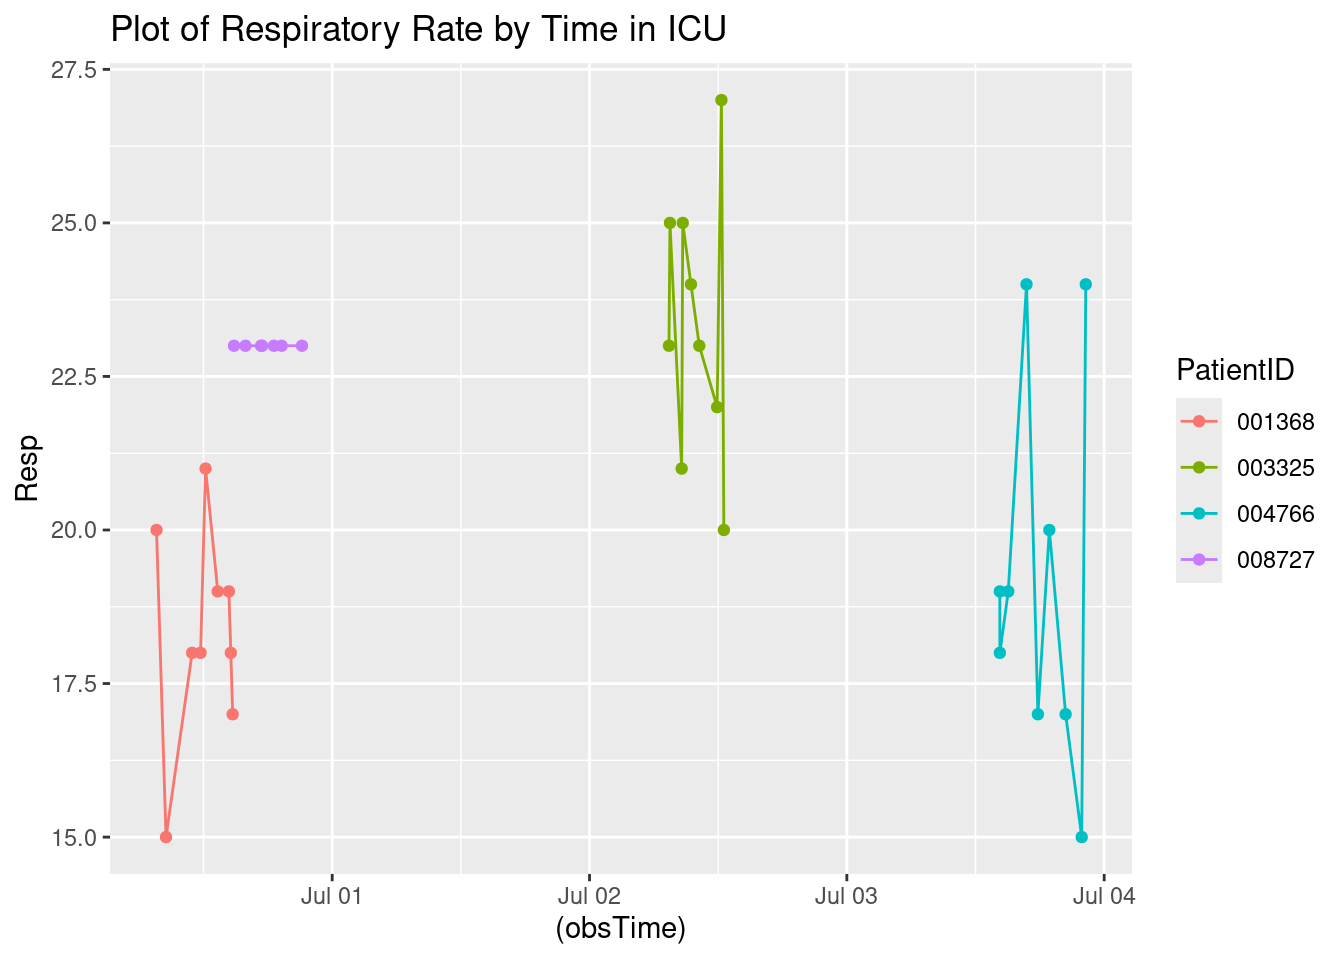 Plot of Respiratory Rate by Time in ICU
27.5
25.0
22.5
20.0
17.5
15.0
Resp
Jul 01 Jul 02 Jul 03 Jul 04
(obsTime)
PatientID
001368
003325
004766
008727